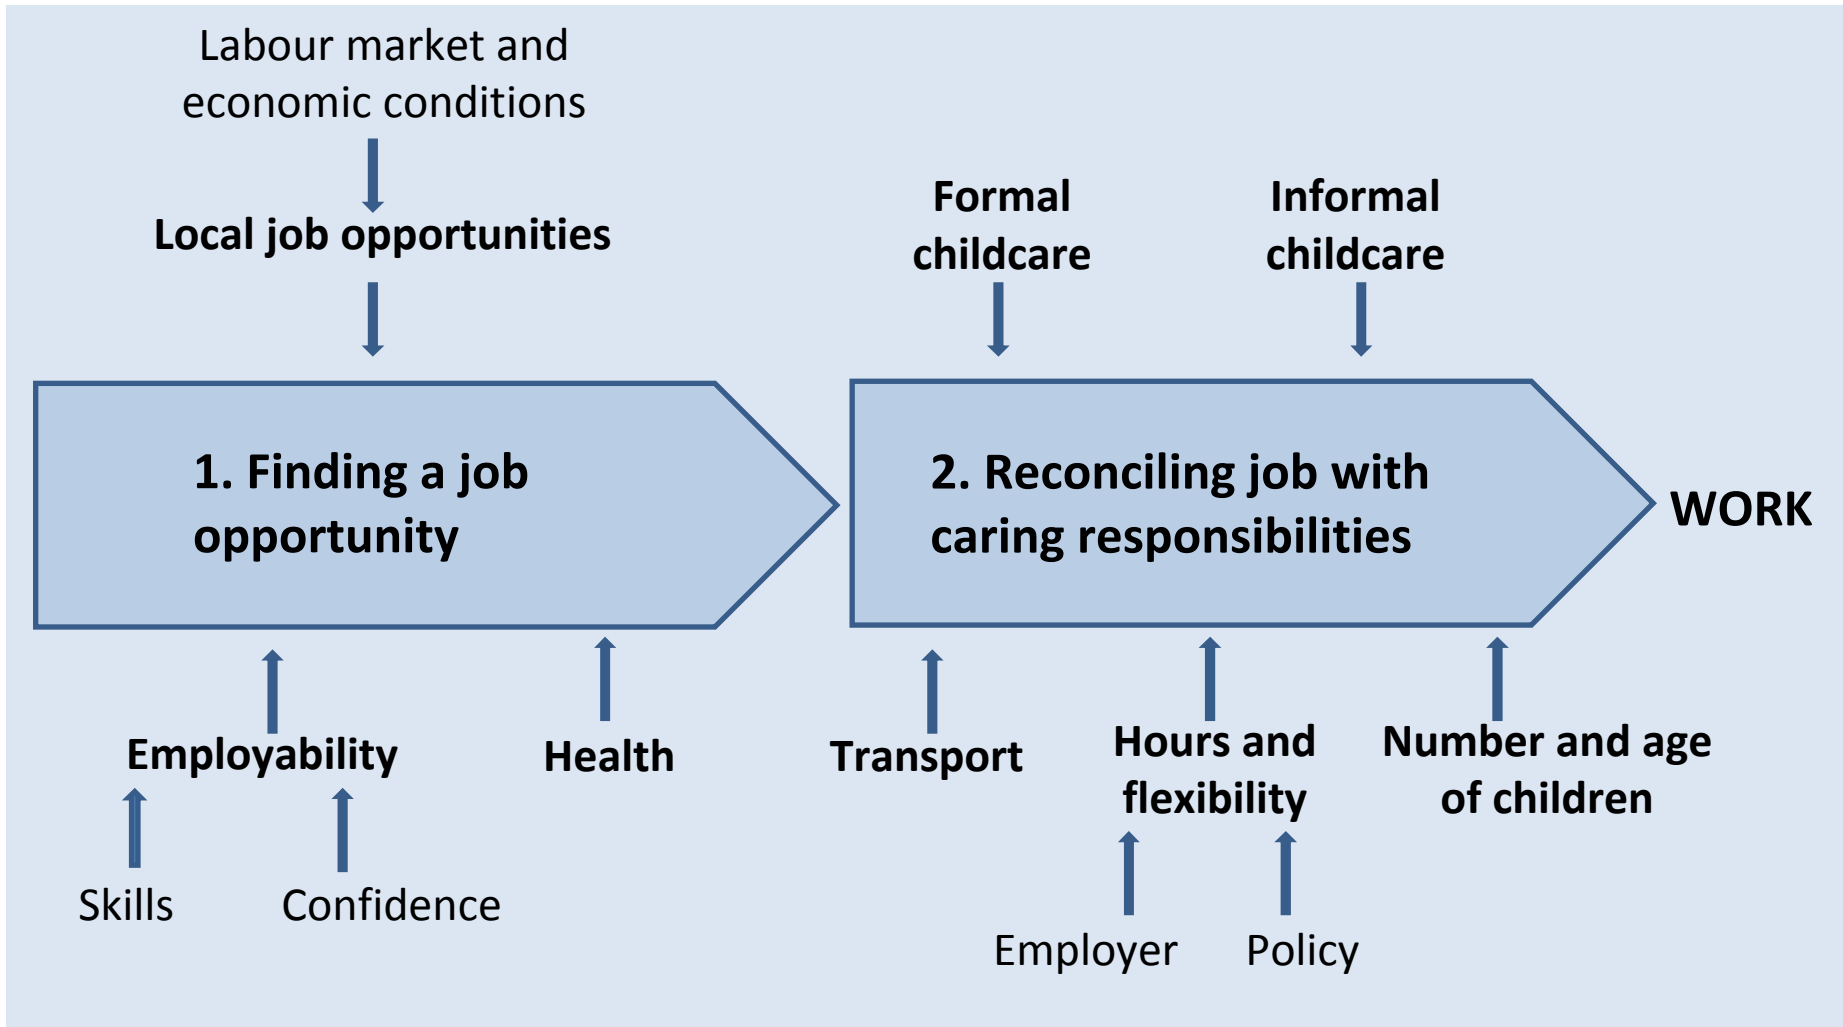 Labour market and
economic conditions
Local job opportunities
Formal
childcare
Informal
childcare
1. Finding a job
opportunity
2. Reconciling job with
caring responsibilities
WORK
Employability
Health
Transport
Hours and
flexibility
Number and age
of children
Skills
Confidence
Employer
Policy